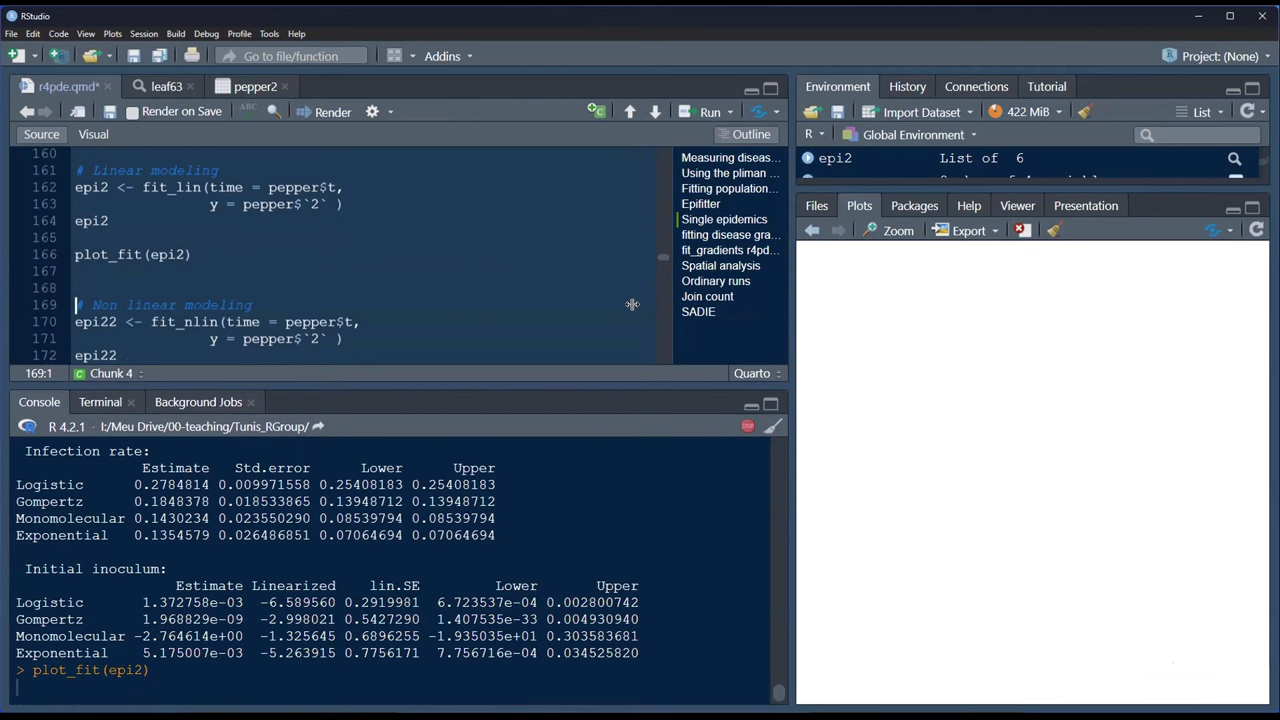 RStudio
File Edit Code View Plots Session Build Debug Profile Tools Help
Go to file/function Addins Project: (None)
r4pde.qmd* leaf63 pepper2
Render on Save ABC Render Run
Source Visual Outline
160
161 # Linear modeling
162 epi2 <- fit_lin(time = pepper$t,
163 y = pepper$`2` )
164 epi2
165
166 plot_fit(epi2)
167
168
169 # Non linear modeling
170 epi22 <- fit_nlin(time = pepper$t,
171 y = pepper$`2` )
172 epi22
Measuring diseas...
Using the pliman ...
Fitting population...
Epifitter
Single epidemics
fitting disease gra...
fit_gradients r4pd...
Spatial analysis
Ordinary runs
Join count
SADIE
169:1 Chunk 4 Quarto
Console Terminal Background Jobs
R 4.2.1 · I:/Meu Drive/00-teaching/Tunis_RGroup/
Infection rate:
Estimate Std.error Lower Upper
Logistic 0.2784814 0.009971558 0.25408183 0.25408183
Gompertz 0.1848378 0.018533865 0.13948712 0.13948712
Monomolecular 0.1430234 0.023550290 0.08539794 0.08539794
Exponential 0.1354579 0.026486851 0.07064694 0.07064694
Initial inoculum:
Estimate Linearized lin.SE Lower Upper
Logistic 1.372758e-03 -6.589560 0.2919981 6.723537e-04 0.002800742
Gompertz 1.968829e-09 -2.998021 0.5427290 1.407535e-33 0.004930940
Monomolecular -2.764614e+00 -1.325645 0.6896255 -1.935035e+01 0.303583681
Exponential 5.175007e-03 -5.263915 0.7756171 7.756716e-04 0.034525820
> plot_fit(epi2)
Environment History Connections Tutorial
Import Dataset 422 MiB List
R Global Environment
epi2 List of 6
Files Plots Packages Help Viewer Presentation
Zoom Export